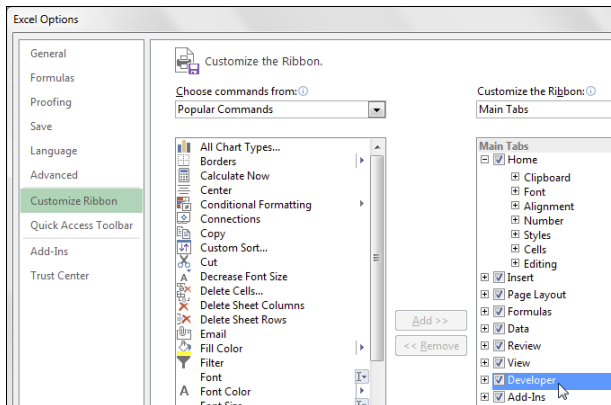 Excel Options
General
Formulas
Proofing
Save
Language
Advanced
Customize Ribbon
Quick Access Toolbar
Add-Ins
Trust Center
Customize the Ribbon.
Choose commands from:
Popular Commands
All Chart Types...
Borders
Calculate Now
Center
Conditional Formatting
Connections
Copy
Custom Sort...
Cut
Decrease Font Size
Delete Cells...
Delete Sheet Columns
Delete Sheet Rows
Email
Fill Color
Filter
Font
Font Color
Font Size
Add >>
<< Remove
Customize the Ribbon:
Main Tabs
Main Tabs
Home
Clipboard
Font
Alignment
Number
Styles
Cells
Editing
Insert
Page Layout
Formulas
Data
Review
View
Developer
Add-Ins